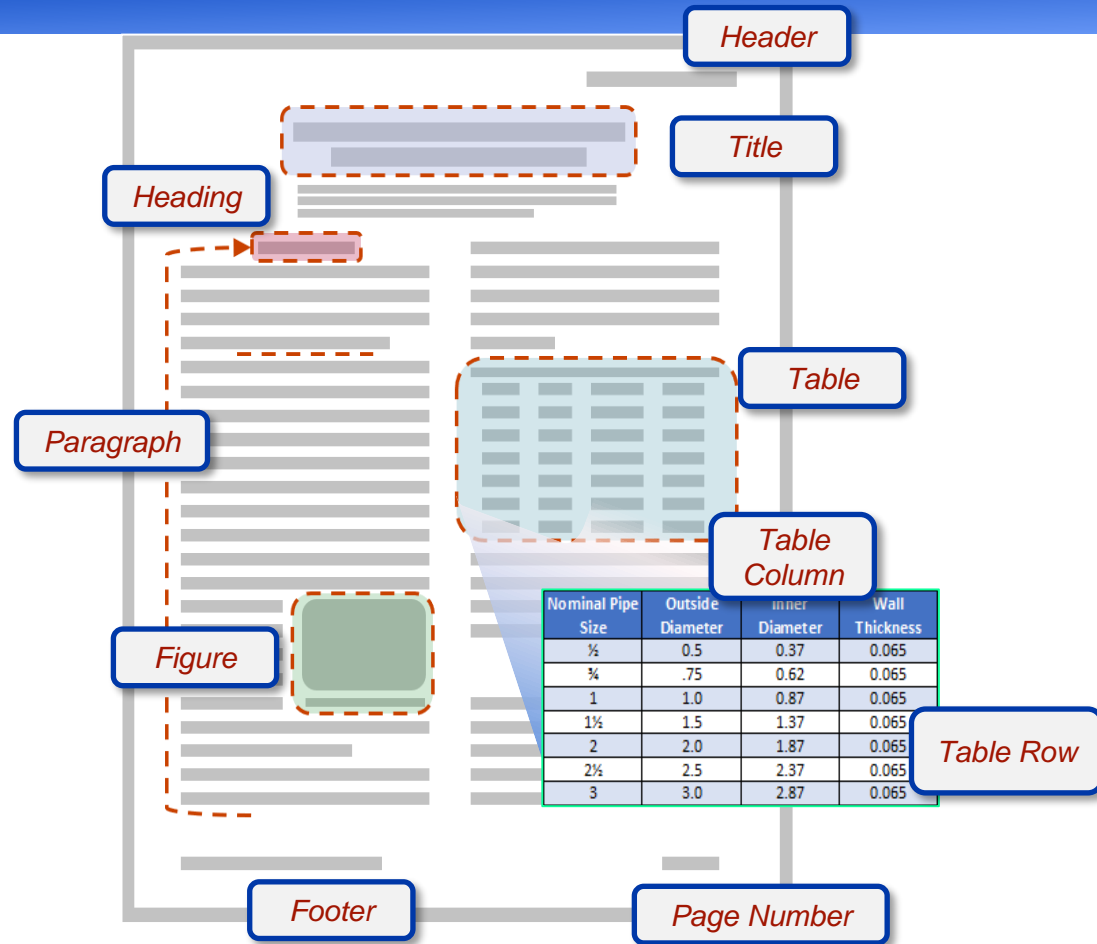 Header
Title
Heading
Table
Paragraph
Table
Column
Nominal Pipe Outside Inner Wall
Size Diameter Diameter Thickness
½ 0.5 0.37 0.065
¾ .75 0.62 0.065
1 1.0 0.87 0.065
1½ 1.5 1.37 0.065
2 2.0 1.87 0.065
2½ 2.5 2.37 0.065
3 3.0 2.87 0.065
Figure
Table Row
Footer
Page Number